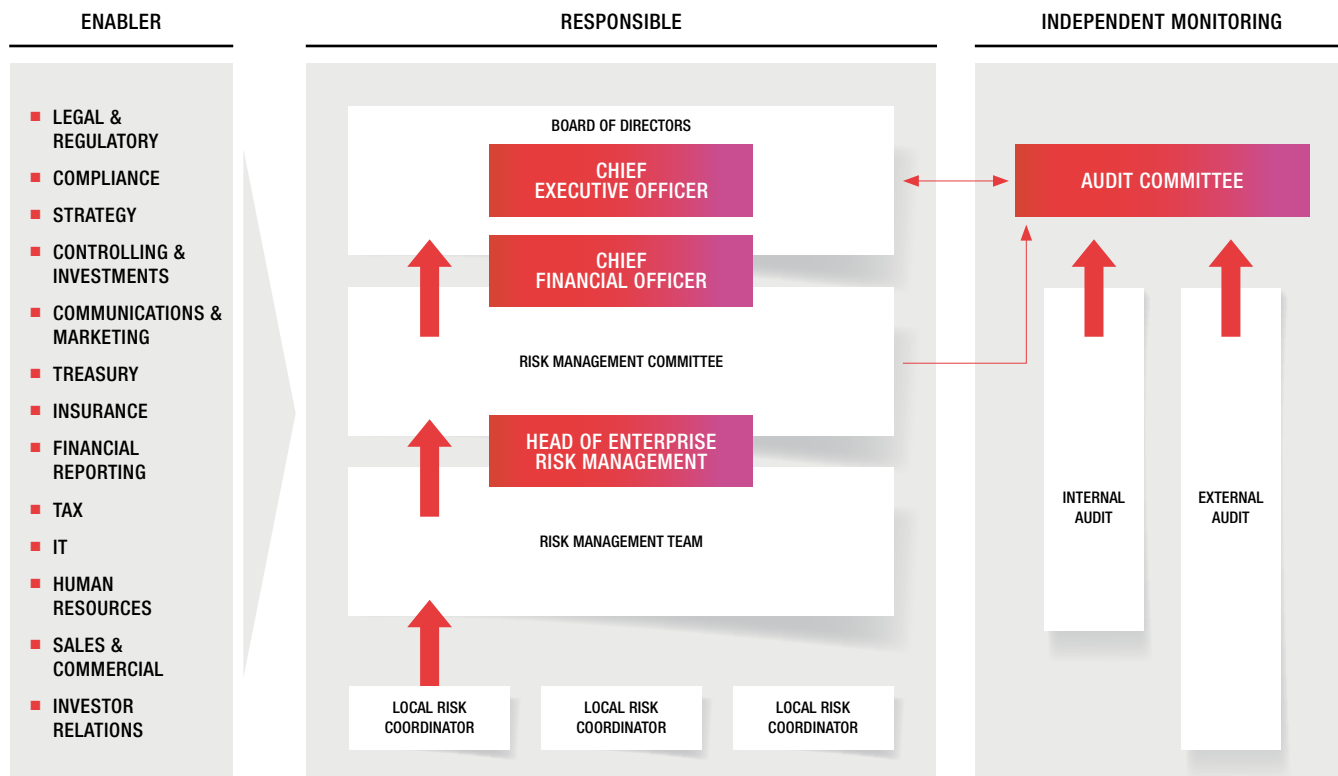 ENABLER
LEGAL &
REGULATORY
COMPLIANCE
STRATEGY
CONTROLLING &
INVESTMENTS
COMMUNICATIONS &
MARKETING
TREASURY
INSURANCE
FINANCIAL
REPORTING
TAX
IT
HUMAN
RESOURCES
SALES &
COMMERCIAL
INVESTOR
RELATIONS
RESPONSIBLE
BOARD OF DIRECTORS
CHIEF
EXECUTIVE OFFICER
CHIEF
FINANCIAL OFFICER
RISK MANAGEMENT COMMITTEE
HEAD OF ENTERPRISE
RISK MANAGEMENT
RISK MANAGEMENT TEAM
LOCAL RISK
COORDINATOR
LOCAL RISK
COORDINATOR
LOCAL RISK
COORDINATOR
INDEPENDENT MONITORING
AUDIT COMMITTEE
INTERNAL
AUDIT
EXTERNAL
AUDIT